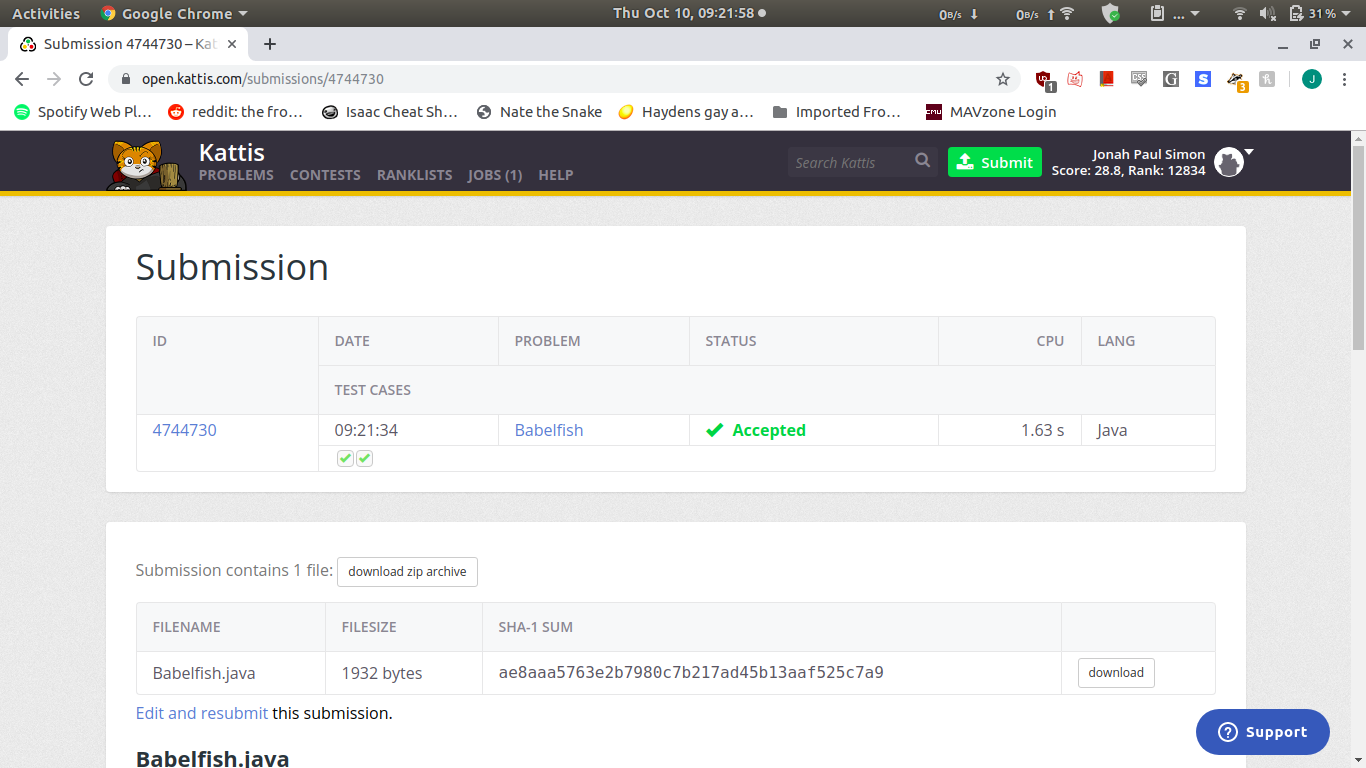 Activities Google Chrome Thu Oct 10, 09:21:58 0B/s 0B/s ... 31%
Submission 4744730 – Kat
open.kattis.com/submissions/4744730 1 CSS G S 3 J
Spotify Web Pl... reddit: the fro... Isaac Cheat Sh... Nate the Snake Haydens gay a... Imported Fro... CMU MAVzone Login
Kattis
PROBLEMS CONTESTS RANKLISTS JOBS (1) HELP
Search Kattis Submit
Jonah Paul Simon
Score: 28.8, Rank: 12834
Submission
ID DATE PROBLEM STATUS CPU LANG
TEST CASES
4744730 09:21:34 Babelfish Accepted 1.63 s Java
Submission contains 1 file: download zip archive
FILENAME FILESIZE SHA-1 SUM
Babelfish.java 1932 bytes ae8aaa5763e2b7980c7b217ad45b13aaf525c7a9 download
Edit and resubmit this submission.
Support
Babelfish.java